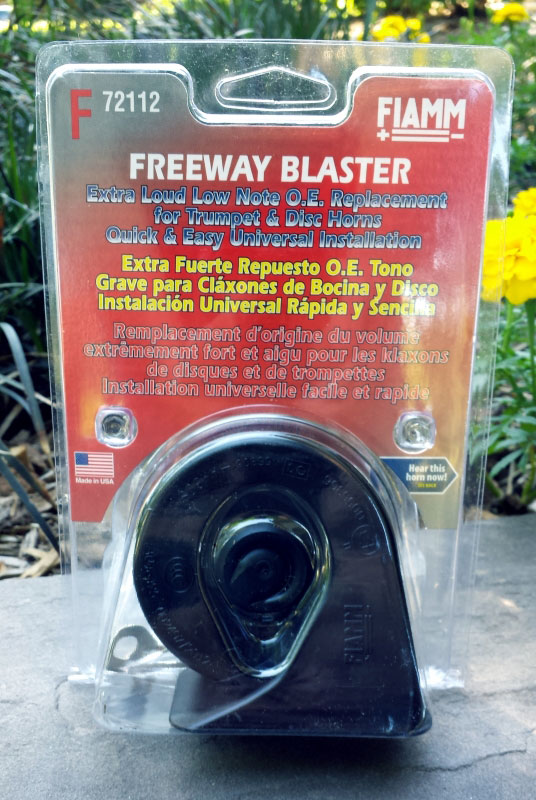 F 72112
FIAMM
FREEWAY BLASTER
Extra Loud Low Note O.E. Replacement
for Trumpet & Disc Horns
Quick & Easy Universal Installation
Extra Fuerte Repuesto O.E. Tono
Grave para Cláxones de Bocina y Disco
Instalación Universal Rápida y Sencilla
Remplacement d'origine du volume
extrêmement fort et aigu pour les klaxons
de disques et de trompettes
Installation universelle facile et rapide
Made in USA
Hear this
horn now!
FIAMM